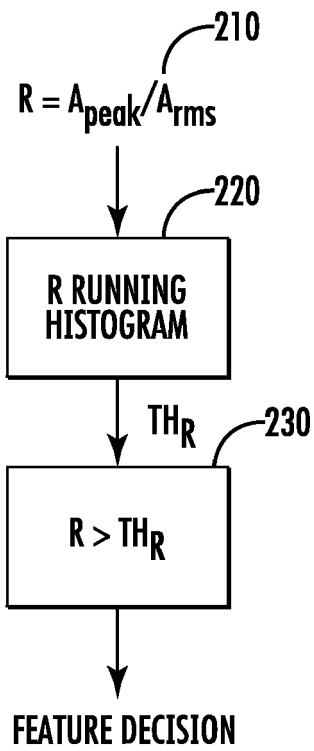 210
R = Apeak/Arms
220
R RUNNING
HISTOGRAM
THR
230
R > THR
FEATURE DECISION